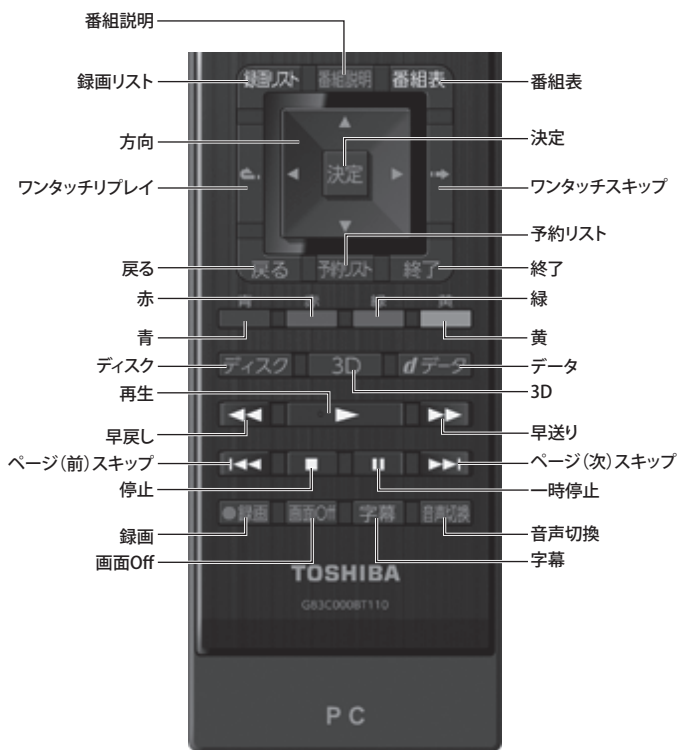 番組説明
録画リスト
番組表
方向
決定
ワンタッチリプレイ
ワンタッチスキップ
予約リスト
戻る
終了
赤
緑
青
黄
ディスク
データ
3D
再生
早戻し
早送り
ページ(前)スキップ
ページ(次)スキップ
停止
一時停止
録画
音声切換
画面Off
字幕
録画リスト 番組説明 番組表
決定
戻る 予約リスト 終了
青 赤 緑 黄
ディスク 3D dデータ
●録画 画面Off 字幕 音声切換
TOSHIBA
G83C0008T110
PC